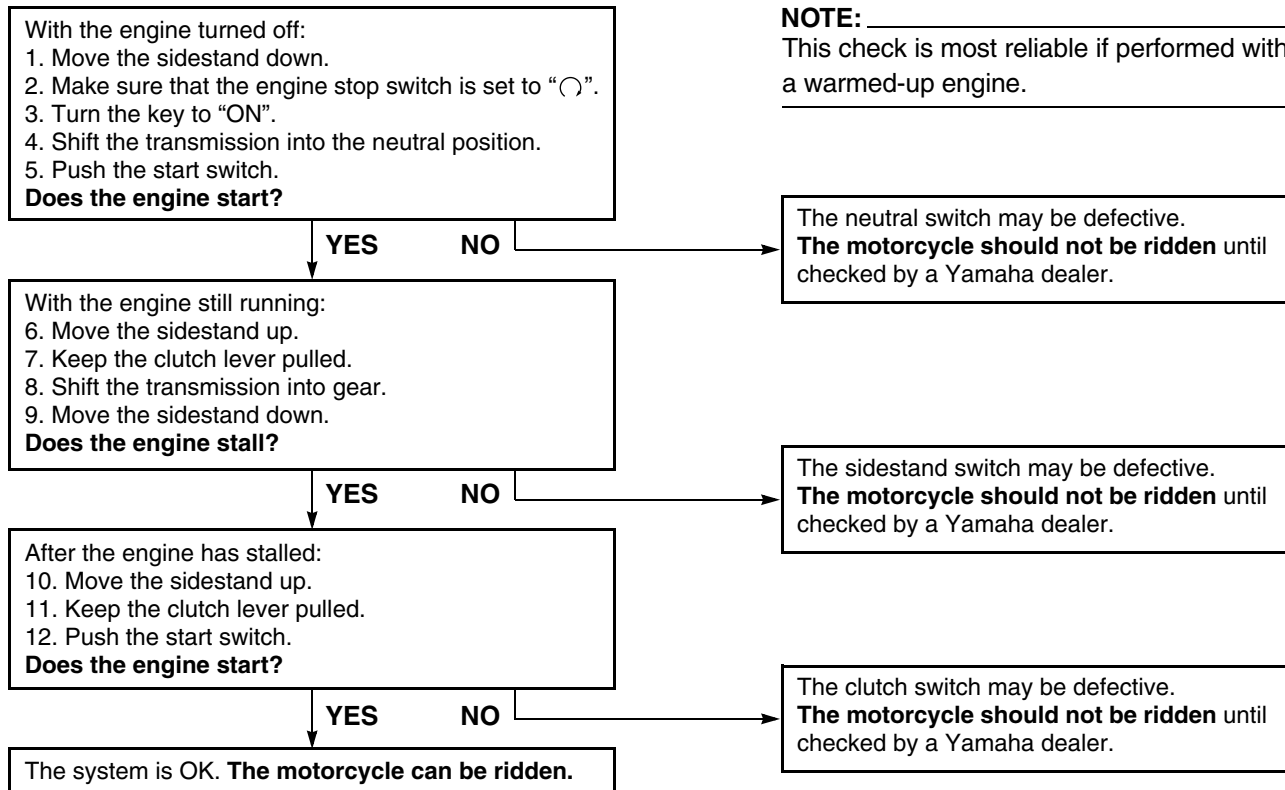 With the engine turned off:
1. Move the sidestand down.
2. Make sure that the engine stop switch is set to “ ”.
3. Turn the key to “ON”.
4. Shift the transmission into the neutral position.
5. Push the start switch.
Does the engine start?
NOTE:
This check is most reliable if performed with
a warmed-up engine.
YES NO
The neutral switch may be defective.
The motorcycle should not be ridden until
checked by a Yamaha dealer.
With the engine still running:
6. Move the sidestand up.
7. Keep the clutch lever pulled.
8. Shift the transmission into gear.
9. Move the sidestand down.
Does the engine stall?
YES NO
The sidestand switch may be defective.
The motorcycle should not be ridden until
checked by a Yamaha dealer.
After the engine has stalled:
10. Move the sidestand up.
11. Keep the clutch lever pulled.
12. Push the start switch.
Does the engine start?
YES NO
The clutch switch may be defective.
The motorcycle should not be ridden until
checked by a Yamaha dealer.
The system is OK. The motorcycle can be ridden.